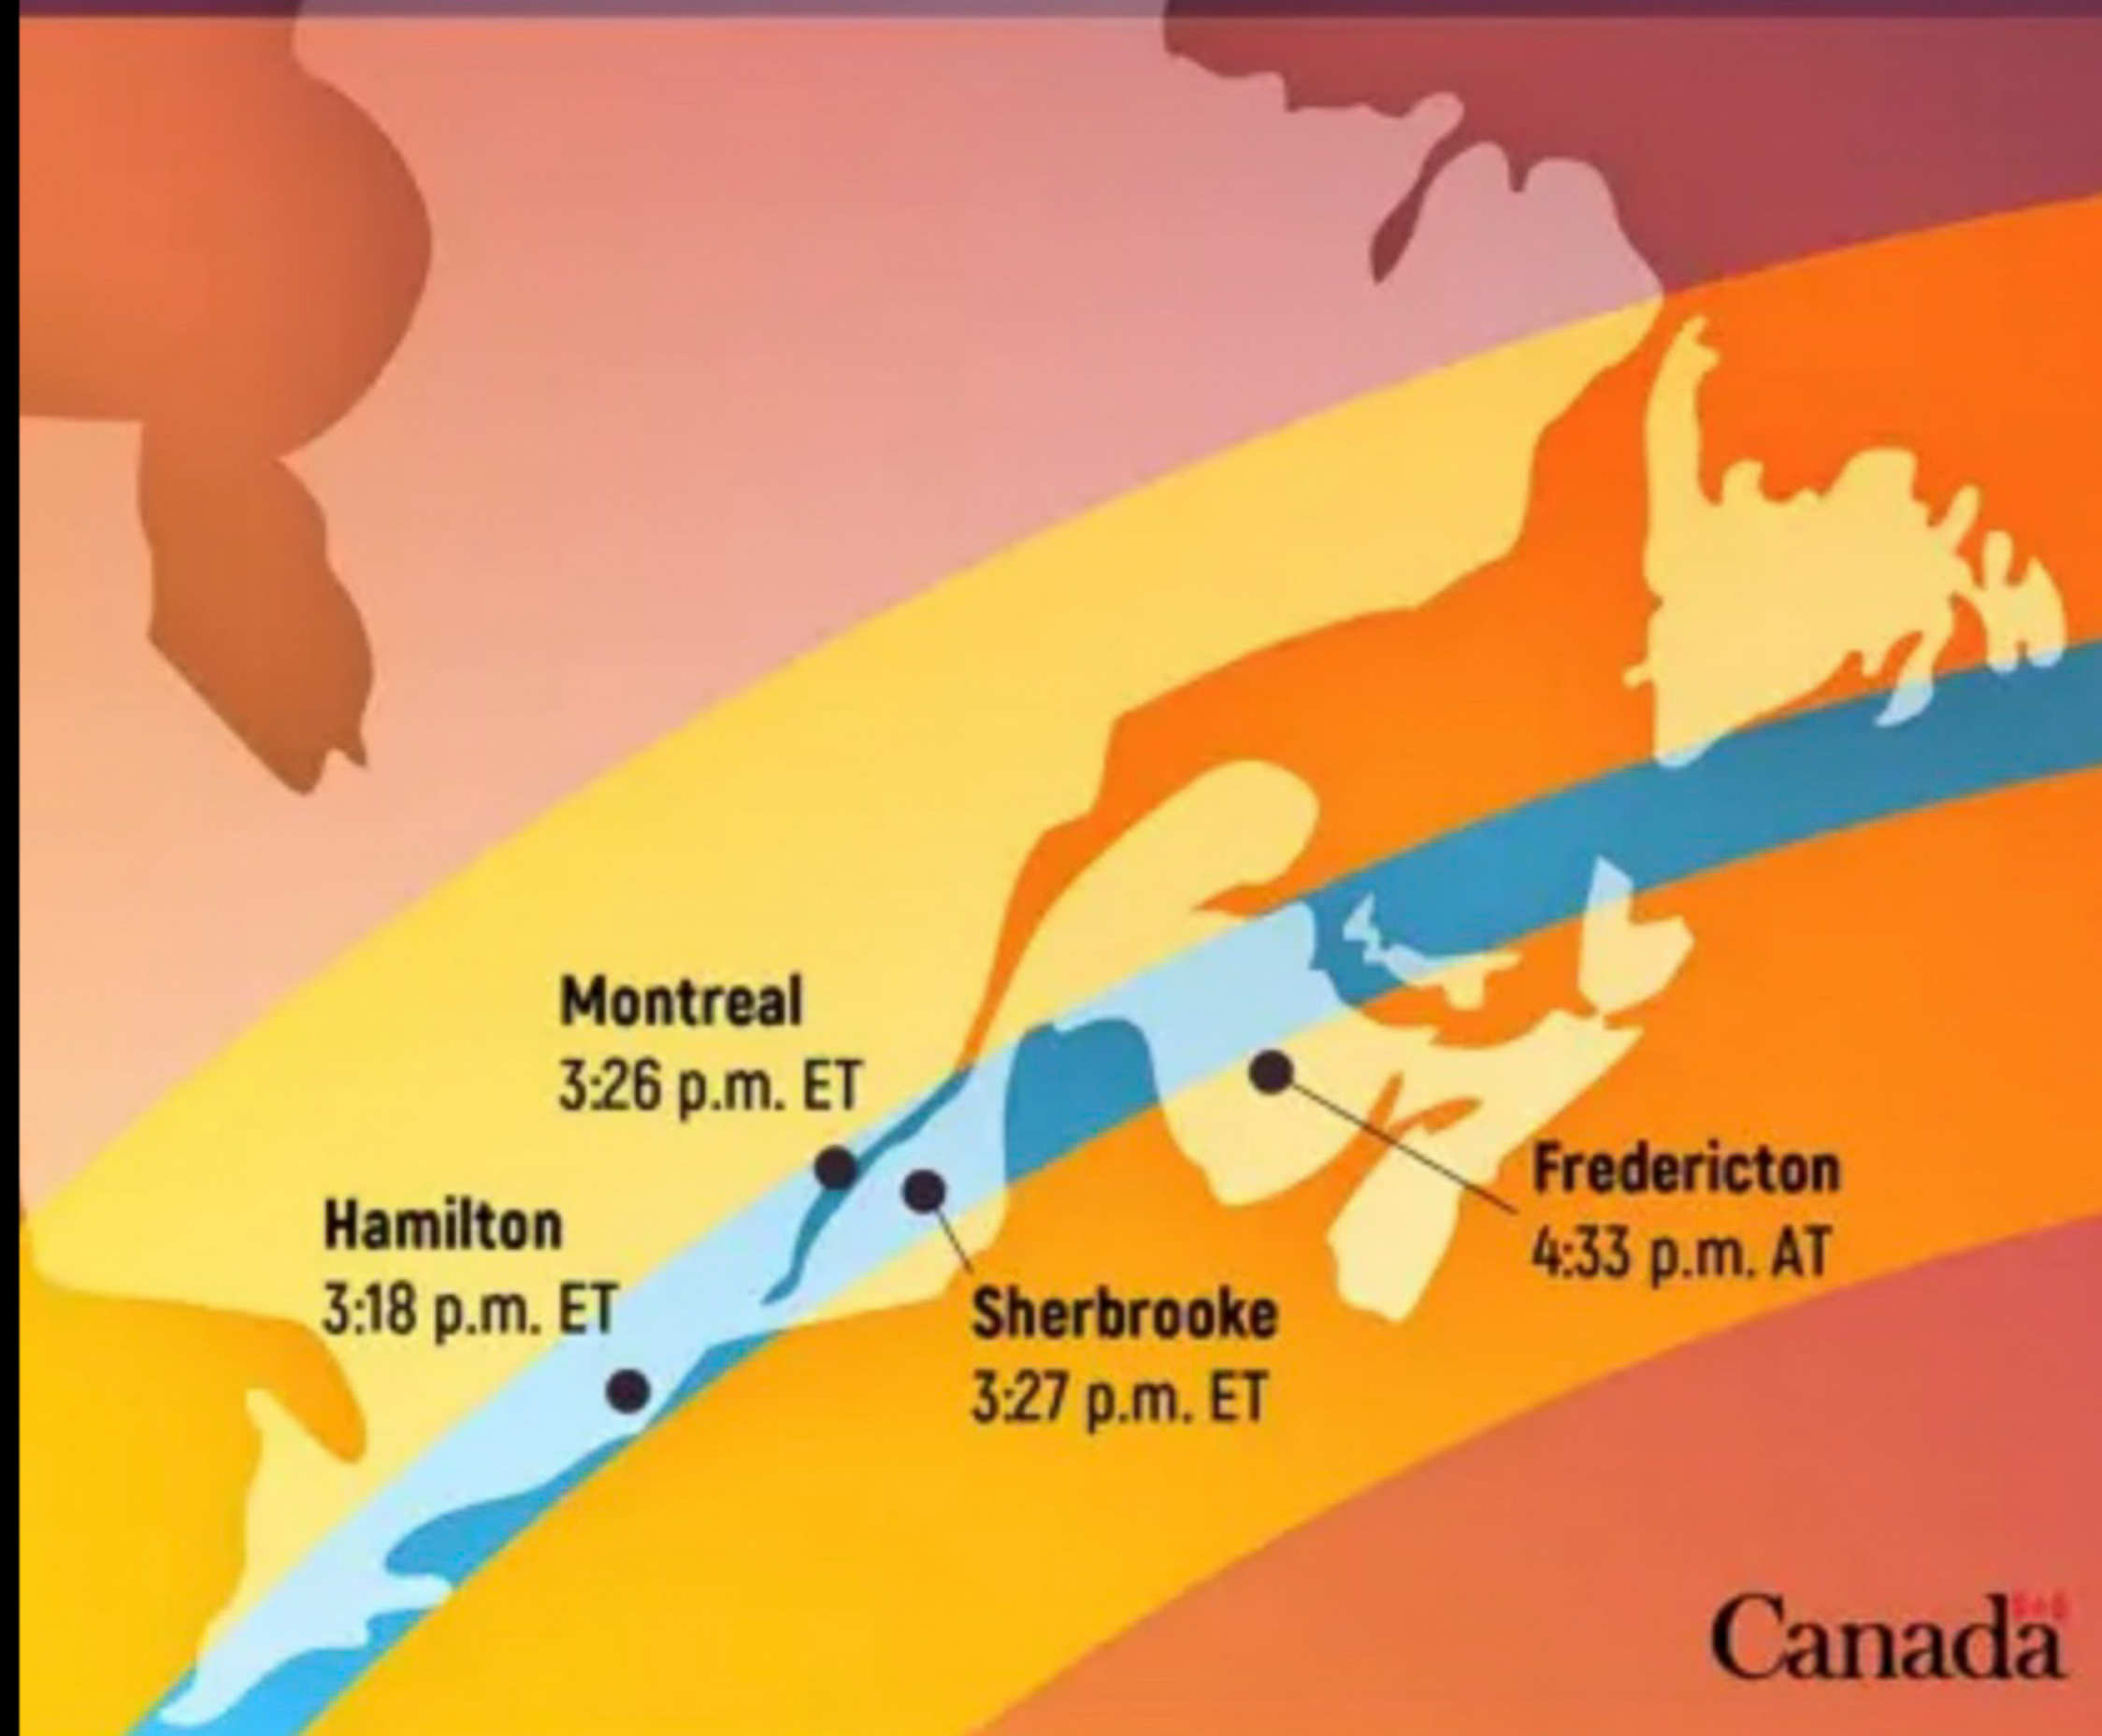 Montreal
3:26 p.m. ET
Hamilton
3:18 p.m. ET
Sherbrooke
3:27 p.m. ET
Fredericton
4:33 p.m. AT
Canada